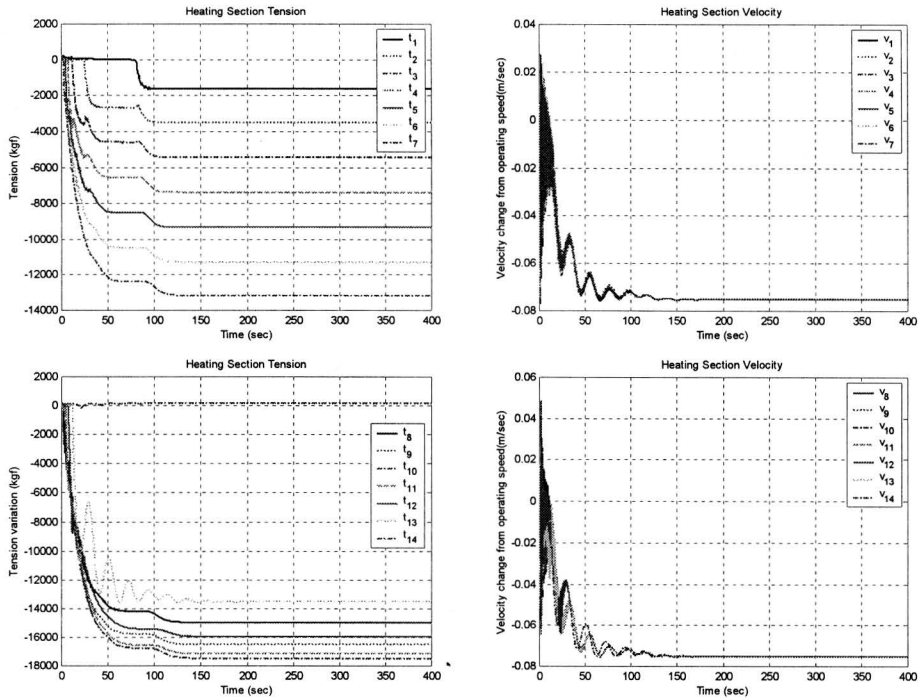 Heating Section Tension
Tension (kgf)
2000
0
-2000
-4000
-6000
-8000
-10000
-12000
-14000
0 50 100 150 200 250 300 350 400
Time (sec)
t1
t2
t3
t4
t5
t6
t7
Heating Section Velocity
Velocity change from operating speed(m/sec)
0.04
0.02
0
-0.02
-0.04
-0.06
-0.08
0 50 100 150 200 250 300 350 400
Time (sec)
v1
v2
v3
v4
v5
v6
v7
Heating Section Tension
Tension variation (kgf)
2000
0
-2000
-4000
-6000
-8000
-10000
-12000
-14000
-16000
-18000
0 50 100 150 200 250 300 350 400
Time (sec)
t8
t9
t10
t11
t12
t13
t14
Heating Section Velocity
Velocity change from operating speed(m/sec)
0.06
0.04
0.02
0
-0.02
-0.04
-0.06
-0.08
0 50 100 150 200 250 300 350 400
Time (sec)
v8
v9
v10
v11
v12
v13
v14